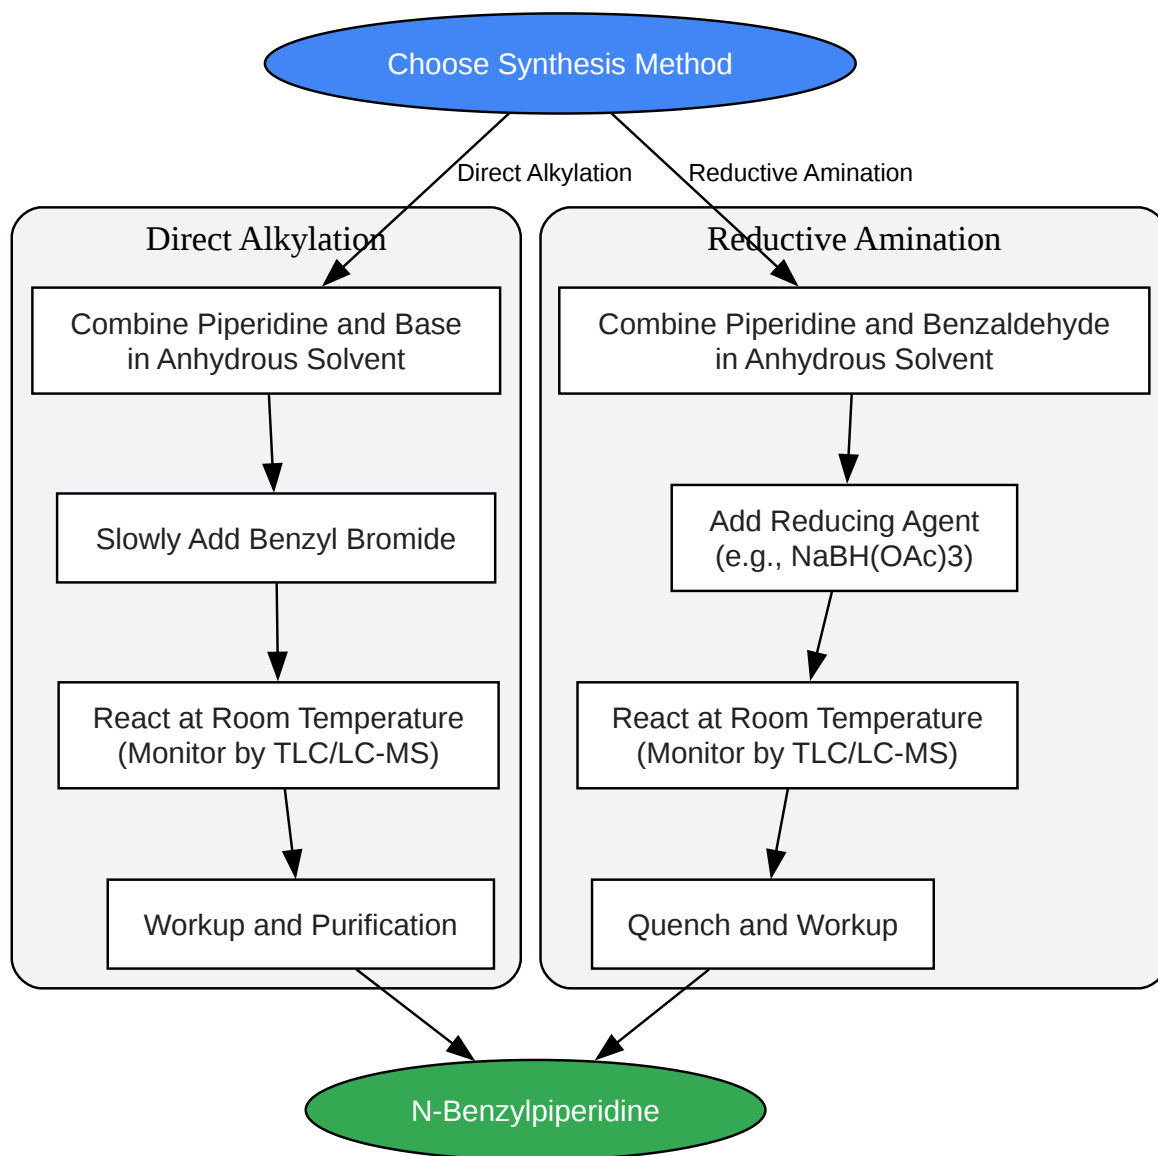 Choose Synthesis Method
Direct Alkylation
Reductive Amination
Direct Alkylation
Combine Piperidine and Base
in Anhydrous Solvent
Slowly Add Benzyl Bromide
React at Room Temperature
(Monitor by TLC/LC-MS)
Workup and Purification
Reductive Amination
Combine Piperidine and Benzaldehyde
in Anhydrous Solvent
Add Reducing Agent
(e.g., NaBH(OAc)3)
React at Room Temperature
(Monitor by TLC/LC-MS)
Quench and Workup
N-Benzylpiperidine